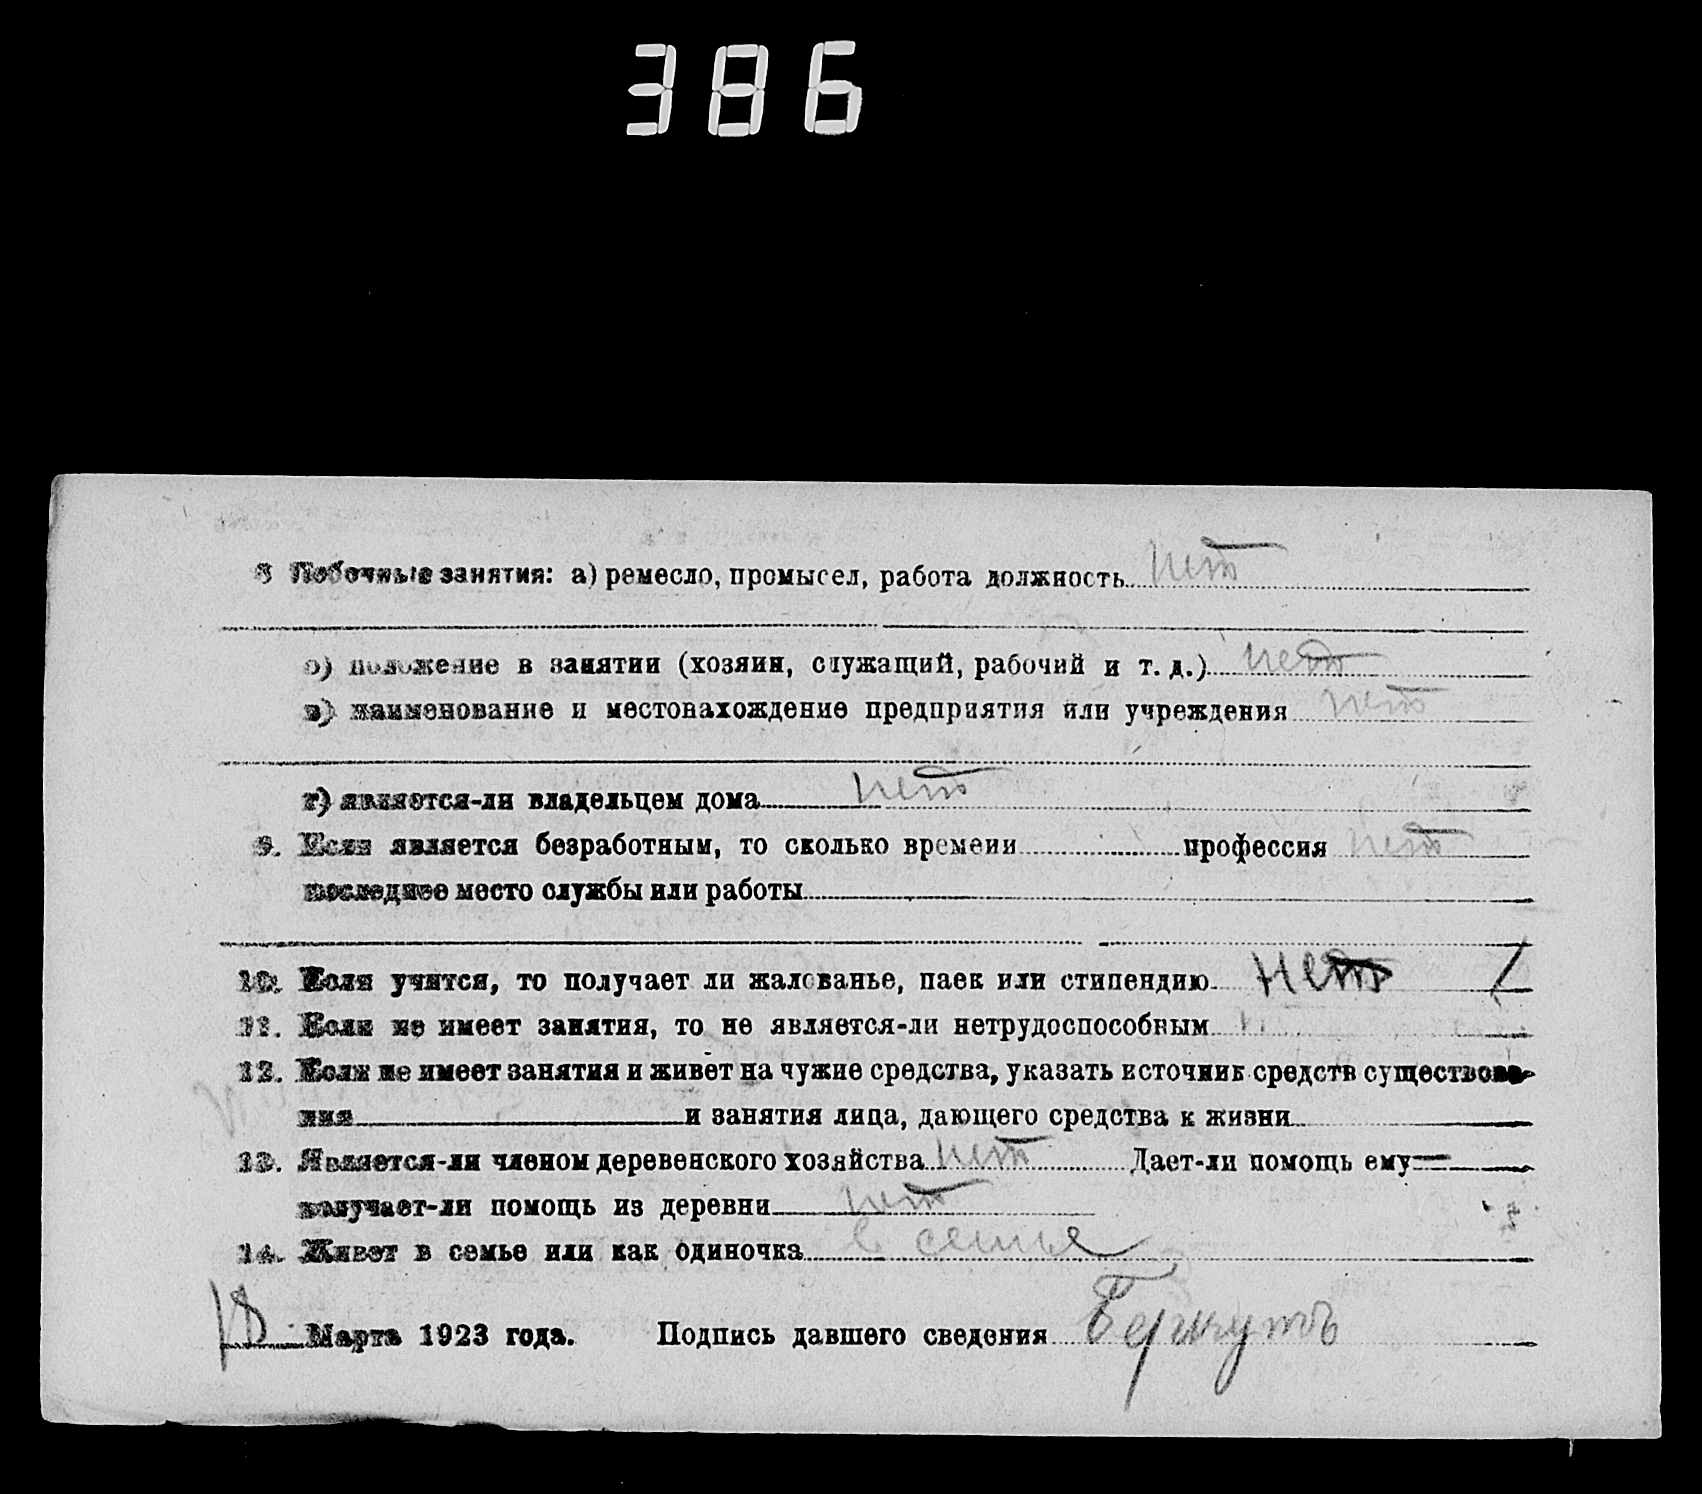 386
8 Побочные занятия: а) ремесло, промысел, работа должность нет
б) положение в занятии (хозяин, служащий, рабочий и т. д.) нет
в) наименование и местонахождение предприятия или учреждения нет
г) является-ли владельцем дома нет
9. Если является безработным, то сколько времени профессия нет
последнее место службы или работы
10. Если учится, то получает ли жалованье, паек или стипендию нет
11. Если не имеет занятия, то не является-ли нетрудоспособным
12. Если не имеет занятия и живет на чужие средства, указать источник средств существова-
ния и занятия лица, дающего средства к жизни
13. Является-ли членом деревенского хозяйства нет Дает-ли помощь ему —
получает-ли помощь из деревни нет
14. Живет в семье или как одиночка в семье
18 Марта 1923 года. Подпись давшего сведения Беркутъ